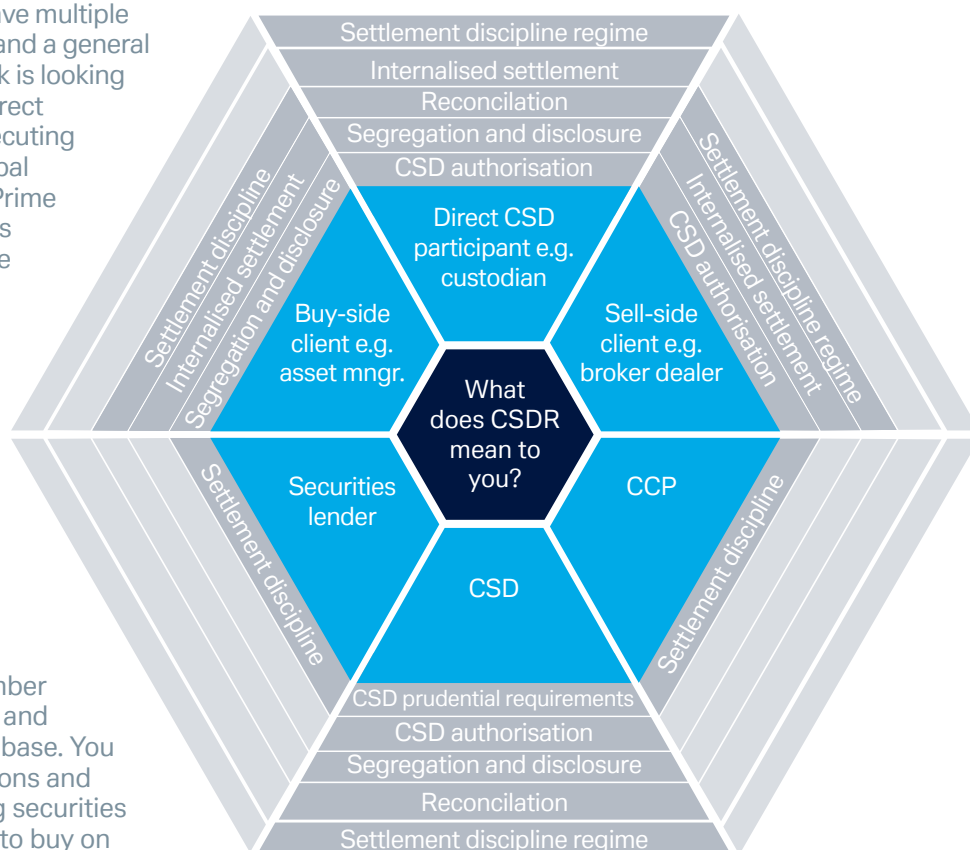 ave multiple
and a general
k is looking
rect
ecuting
bal
Prime
s
e
mber
and
base. You
ons and
g securities
to buy on
Settlement discipline regime
Internalised settlement
Reconcilation
Segregation and disclosure
CSD authorisation
Direct CSD
participant e.g.
custodian
Settlement discipline
Internalised settlement
Segregation and disclosure
Buy-side
client e.g.
asset mngr.
Settlement discipline regime
Internalised settlement
CSD authorisation
Sell-side
client e.g.
broker dealer
What
does CSDR
mean to
you?
Securities
lender
Settlement discipline
CCP
Settlement discipline
CSD
CSD prudential requirements
CSD authorisation
Segregation and disclosure
Reconcilation
Settlement discipline regime